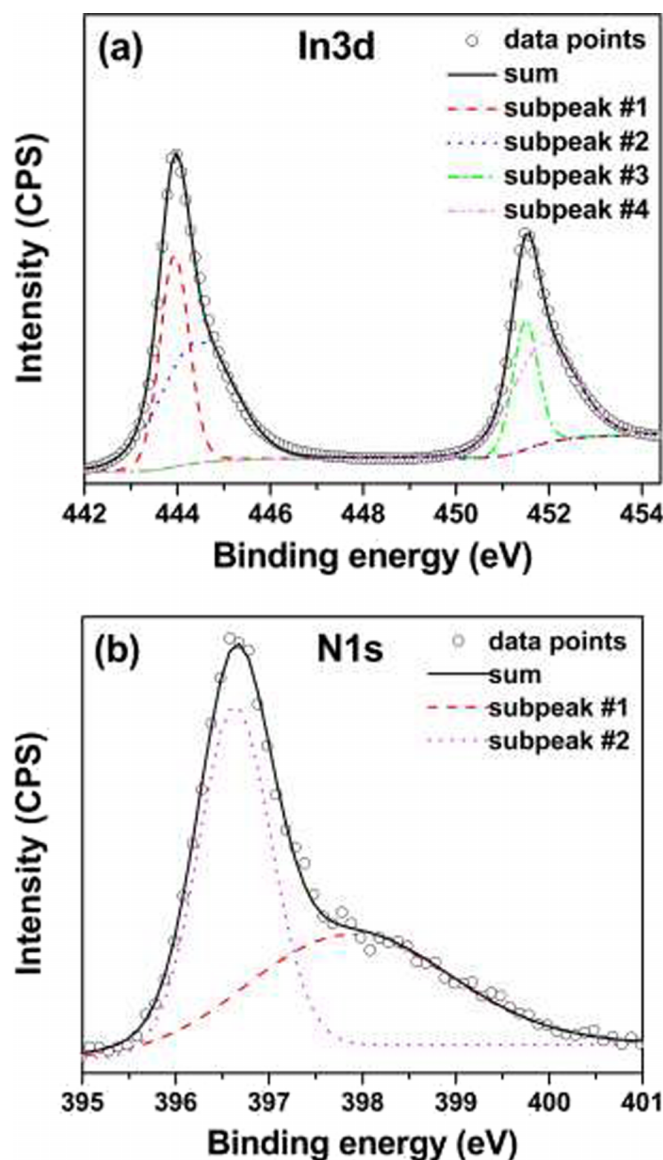 (a) In3d
data points
sum
subpeak #1
subpeak #2
subpeak #3
subpeak #4
Intensity (CPS)
442 444 446 448 450 452 454
Binding energy (eV)
(b) N1s
data points
sum
subpeak #1
subpeak #2
Intensity (CPS)
395 396 397 398 399 400 401
Binding energy (eV)